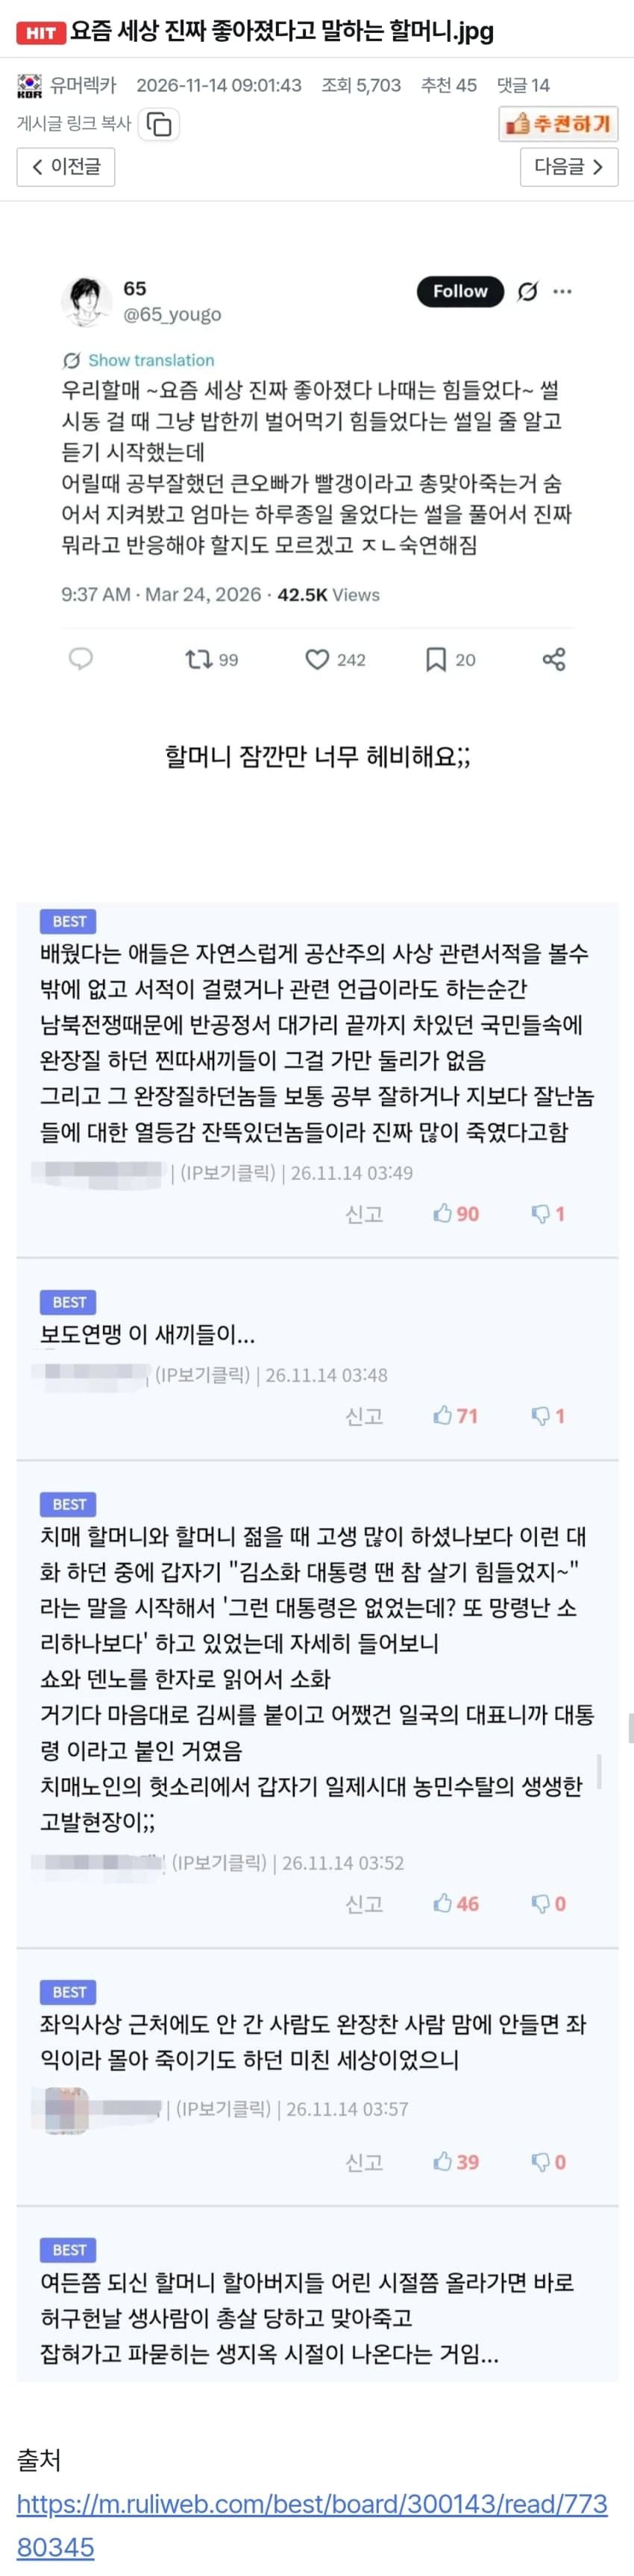 HIT 요즘 세상 진짜 좋아졌다고 말하는 할머니.jpg
KOR 유머렉카 2026-11-14 09:01:43 조회 5,703 추천 45 댓글 14
게시글 링크 복사
추천하기
이전글
다음글
65
@65_yougo
Follow
Show translation
우리할매 ~요즘 세상 진짜 좋아졌다 나때는 힘들었다~ 썰
시동 걸 때 그냥 밥한끼 벌어먹기 힘들었다는 썰일 줄 알고
듣기 시작했는데
어릴때 공부잘했던 큰오빠가 빨갱이라고 총맞아죽는거 숨
어서 지켜봤고 엄마는 하루종일 울었다는 썰을 풀어서 진짜
뭐라고 반응해야 할지도 모르겠고 ㅈㄴ숙연해짐
9:37 AM · Mar 24, 2026 · 42.5K Views
99 242 20
할머니 잠깐만 너무 헤비해요;;
BEST
배웠다는 애들은 자연스럽게 공산주의 사상 관련서적을 볼수
밖에 없고 서적이 걸렸거나 관련 언급이라도 하는순간
남북전쟁때문에 반공정서 대가리 끝까지 차있던 국민들속에
완장질 하던 찐따새끼들이 그걸 가만 둘리가 없음
그리고 그 완장질하던놈들 보통 공부 잘하거나 지보다 잘난놈
들에 대한 열등감 잔뜩있던놈들이라 진짜 많이 죽였다고함
| (IP보기클릭) | 26.11.14 03:49
신고 90 1
BEST
보도연맹 이 새끼들이...
(IP보기클릭) | 26.11.14 03:48
신고 71 1
BEST
치매 할머니와 할머니 젊을 때 고생 많이 하셨나보다 이런 대
화 하던 중에 갑자기 "김소화 대통령 땐 참 살기 힘들었지~"
라는 말을 시작해서 '그런 대통령은 없었는데? 또 망령난 소
리하나보다' 하고 있었는데 자세히 들어보니
쇼와 덴노를 한자로 읽어서 소화
거기다 마음대로 김씨를 붙이고 어쨌건 일국의 대표니까 대통
령 이라고 붙인 거였음
치매노인의 헛소리에서 갑자기 일제시대 농민수탈의 생생한
고발현장이;;
(IP보기클릭) | 26.11.14 03:52
신고 46 0
BEST
좌익사상 근처에도 안 간 사람도 완장찬 사람 맘에 안들면 좌
익이라 몰아 죽이기도 하던 미친 세상이었으니
| (IP보기클릭) | 26.11.14 03:57
신고 39 0
BEST
여든쯤 되신 할머니 할아버지들 어린 시절쯤 올라가면 바로
허구헌날 생사람이 총살 당하고 맞아죽고
잡혀가고 파묻히는 생지옥 시절이 나온다는 거임...
출처
https://m.ruliweb.com/best/board/300143/read/773
80345